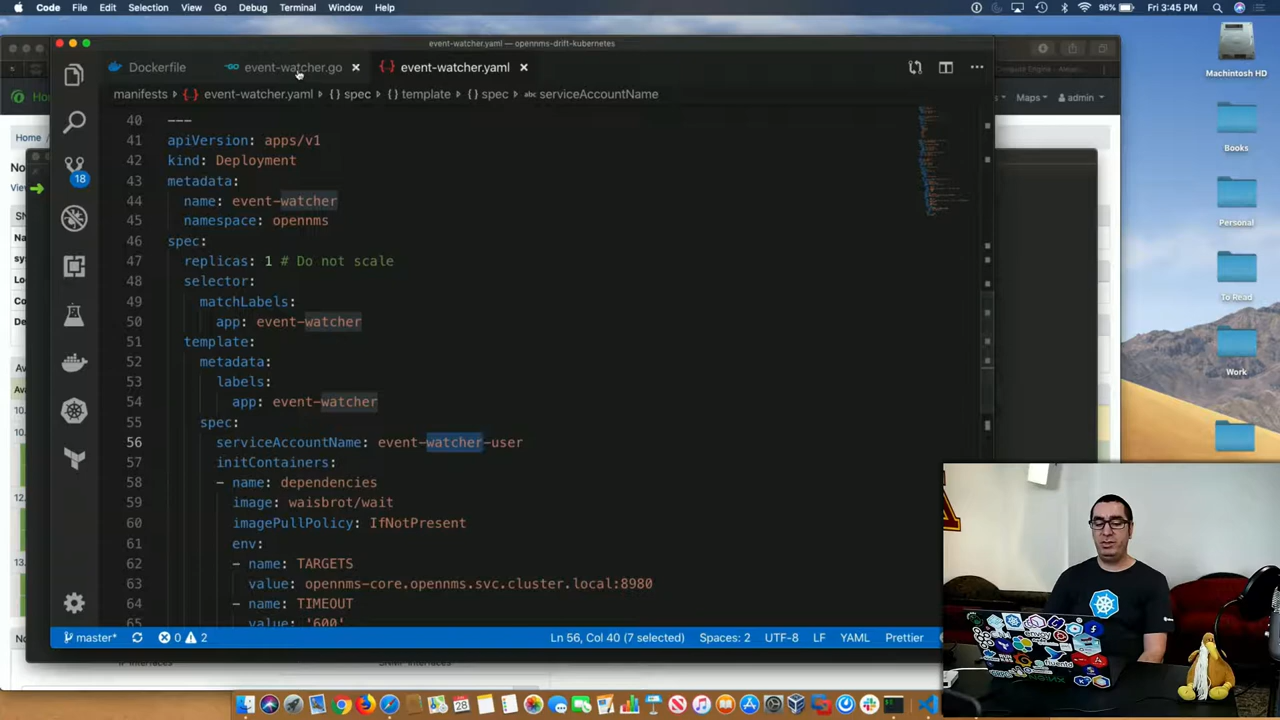 Code File Edit Selection View Go Debug Terminal Window Help
96% Fri 3:45 PM
event-watcher.yaml — opennms-drift-kubernetes
Dockerfile
event-watcher.go
event-watcher.yaml
manifests event-watcher.yaml {} spec {} template {} spec abc serviceAccountName
40 ---
41 apiVersion: apps/v1
42 kind: Deployment
43 metadata:
44 name: event-watcher
45 namespace: opennms
46 spec:
47 replicas: 1 # Do not scale
48 selector:
49 matchLabels:
50 app: event-watcher
51 template:
52 metadata:
53 labels:
54 app: event-watcher
55 spec:
56 serviceAccountName: event-watcher-user
57 initContainers:
58 - name: dependencies
59 image: waisbrot/wait
60 imagePullPolicy: IfNotPresent
61 env:
62 - name: TARGETS
63 value: opennms-core.opennms.svc.cluster.local:8980
64 - name: TIMEOUT
65 value: '600'
18
master* 0 2 Ln 56, Col 40 (7 selected) Spaces: 2 UTF-8 LF YAML Prettier
Home
Maps admin
Machintosh HD
Books
Personal
To Read
Work